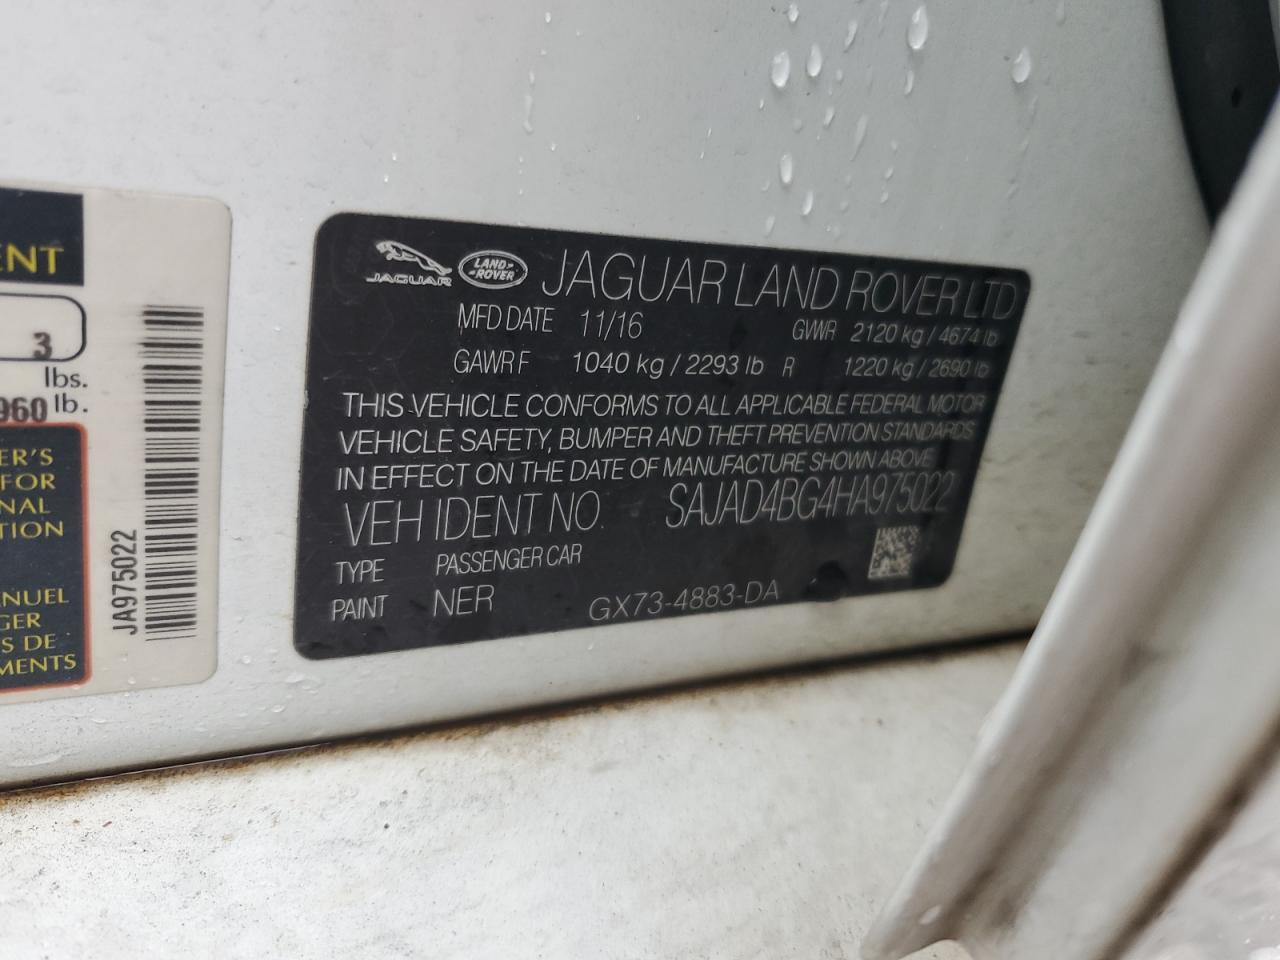 ENT
3
lbs.
960 lb.
ER'S
FOR
NAL
TION
ANUEL
GER
S DE
MENTS
JA975022
JAGUAR LAND-ROVER JAGUAR LAND ROVER LTD
MFD DATE 11/16 GVWR 2120 kg / 4674 lb
GAWR F 1040 kg / 2293 lb R 1220 kg / 2690 lb
THIS VEHICLE CONFORMS TO ALL APPLICABLE FEDERAL MOTOR
VEHICLE SAFETY, BUMPER AND THEFT PREVENTION STANDARDS
IN EFFECT ON THE DATE OF MANUFACTURE SHOWN ABOVE
VEH IDENT NO. SAJAD4BG4HA975022
TYPE PASSENGER CAR
PAINT NER GX73-4883-DA